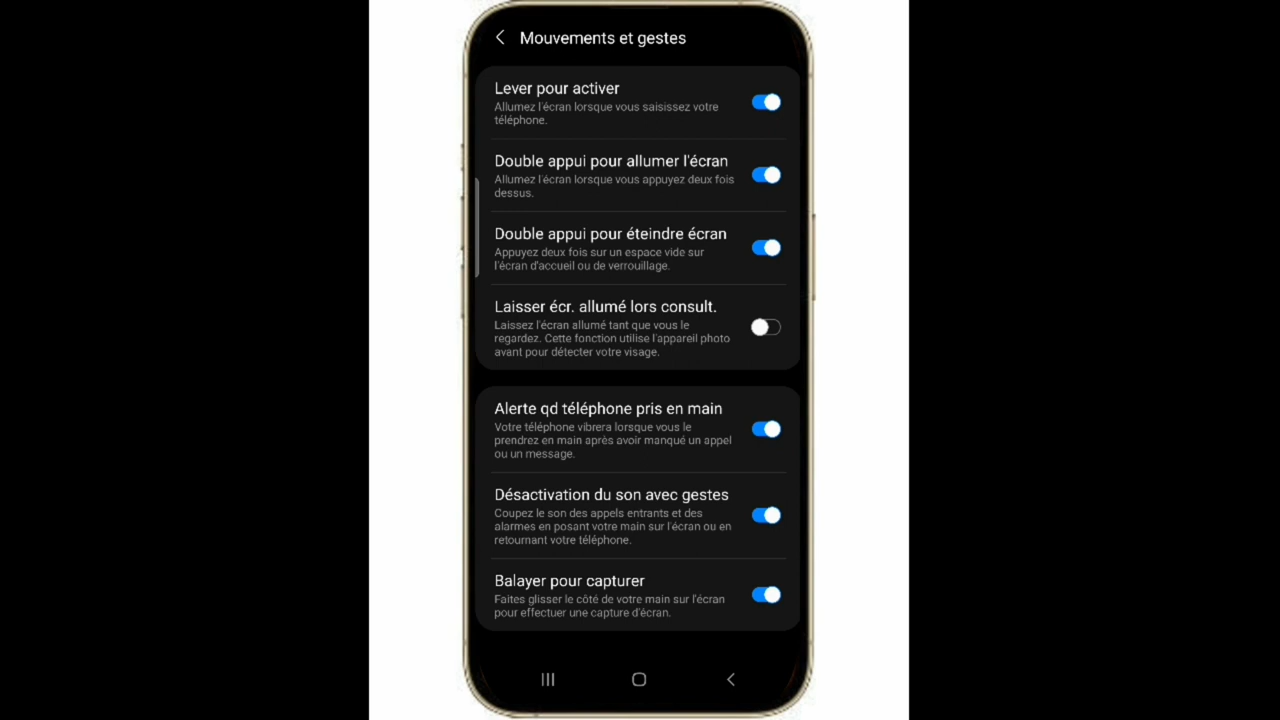 Mouvements et gestes
Lever pour activer
Allumez l'écran lorsque vous saisissez votre
téléphone.
Double appui pour allumer l'écran
Allumez l'écran lorsque vous appuyez deux fois
dessus.
Double appui pour éteindre écran
Appuyez deux fois sur un espace vide sur
l'écran d'accueil ou de verrouillage.
Laisser écr. allumé lors consult.
Laissez l'écran allumé tant que vous le
regardez. Cette fonction utilise l'appareil photo
avant pour détecter votre visage.
Alerte qd téléphone pris en main
Votre téléphone vibrera lorsque vous le
prendrez en main après avoir manqué un appel
ou un message.
Désactivation du son avec gestes
Coupez le son des appels entrants et des
alarmes en posant votre main sur l'écran ou en
retournant votre téléphone.
Balayer pour capturer
Faites glisser le côté de votre main sur l'écran
pour effectuer une capture d'écran.